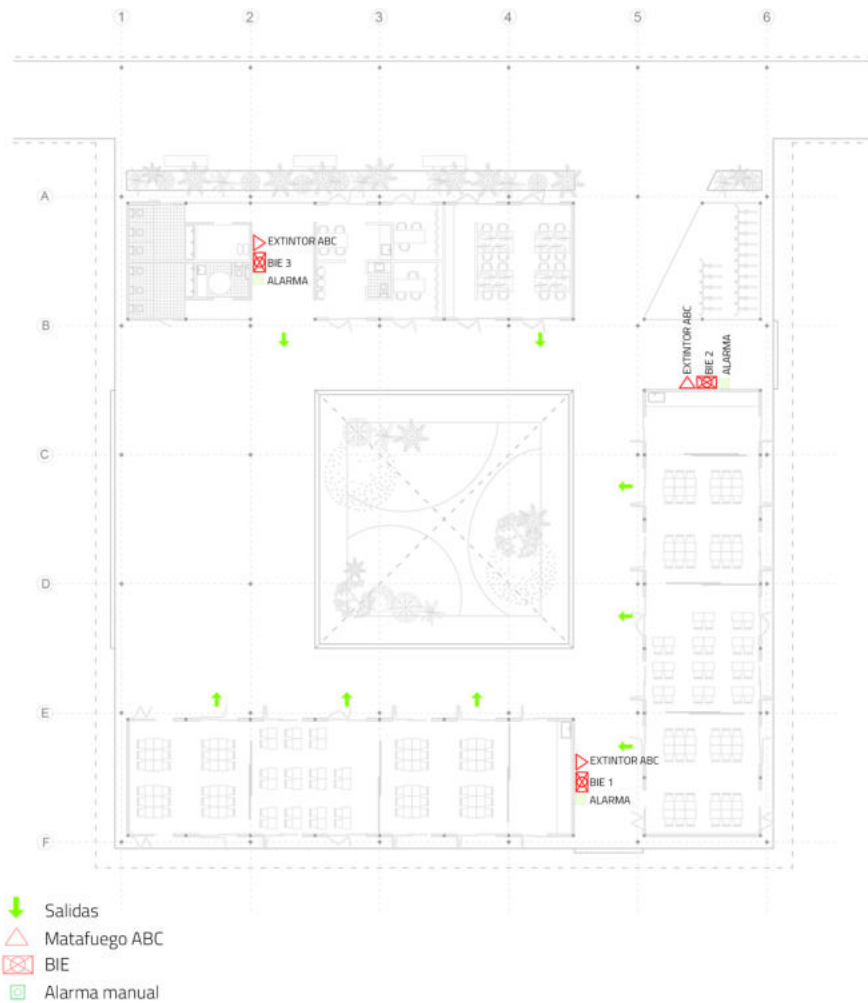 1 2 3 4 5 6
A
EXTINTOR ABC
BIE 3
ALARMA
B
EXTINTOR ABC
BIE 2
ALARMA
C
D
E
EXTINTOR ABC
BIE 1
ALARMA
F
Salidas
Matafuego ABC
BIE
Alarma manual